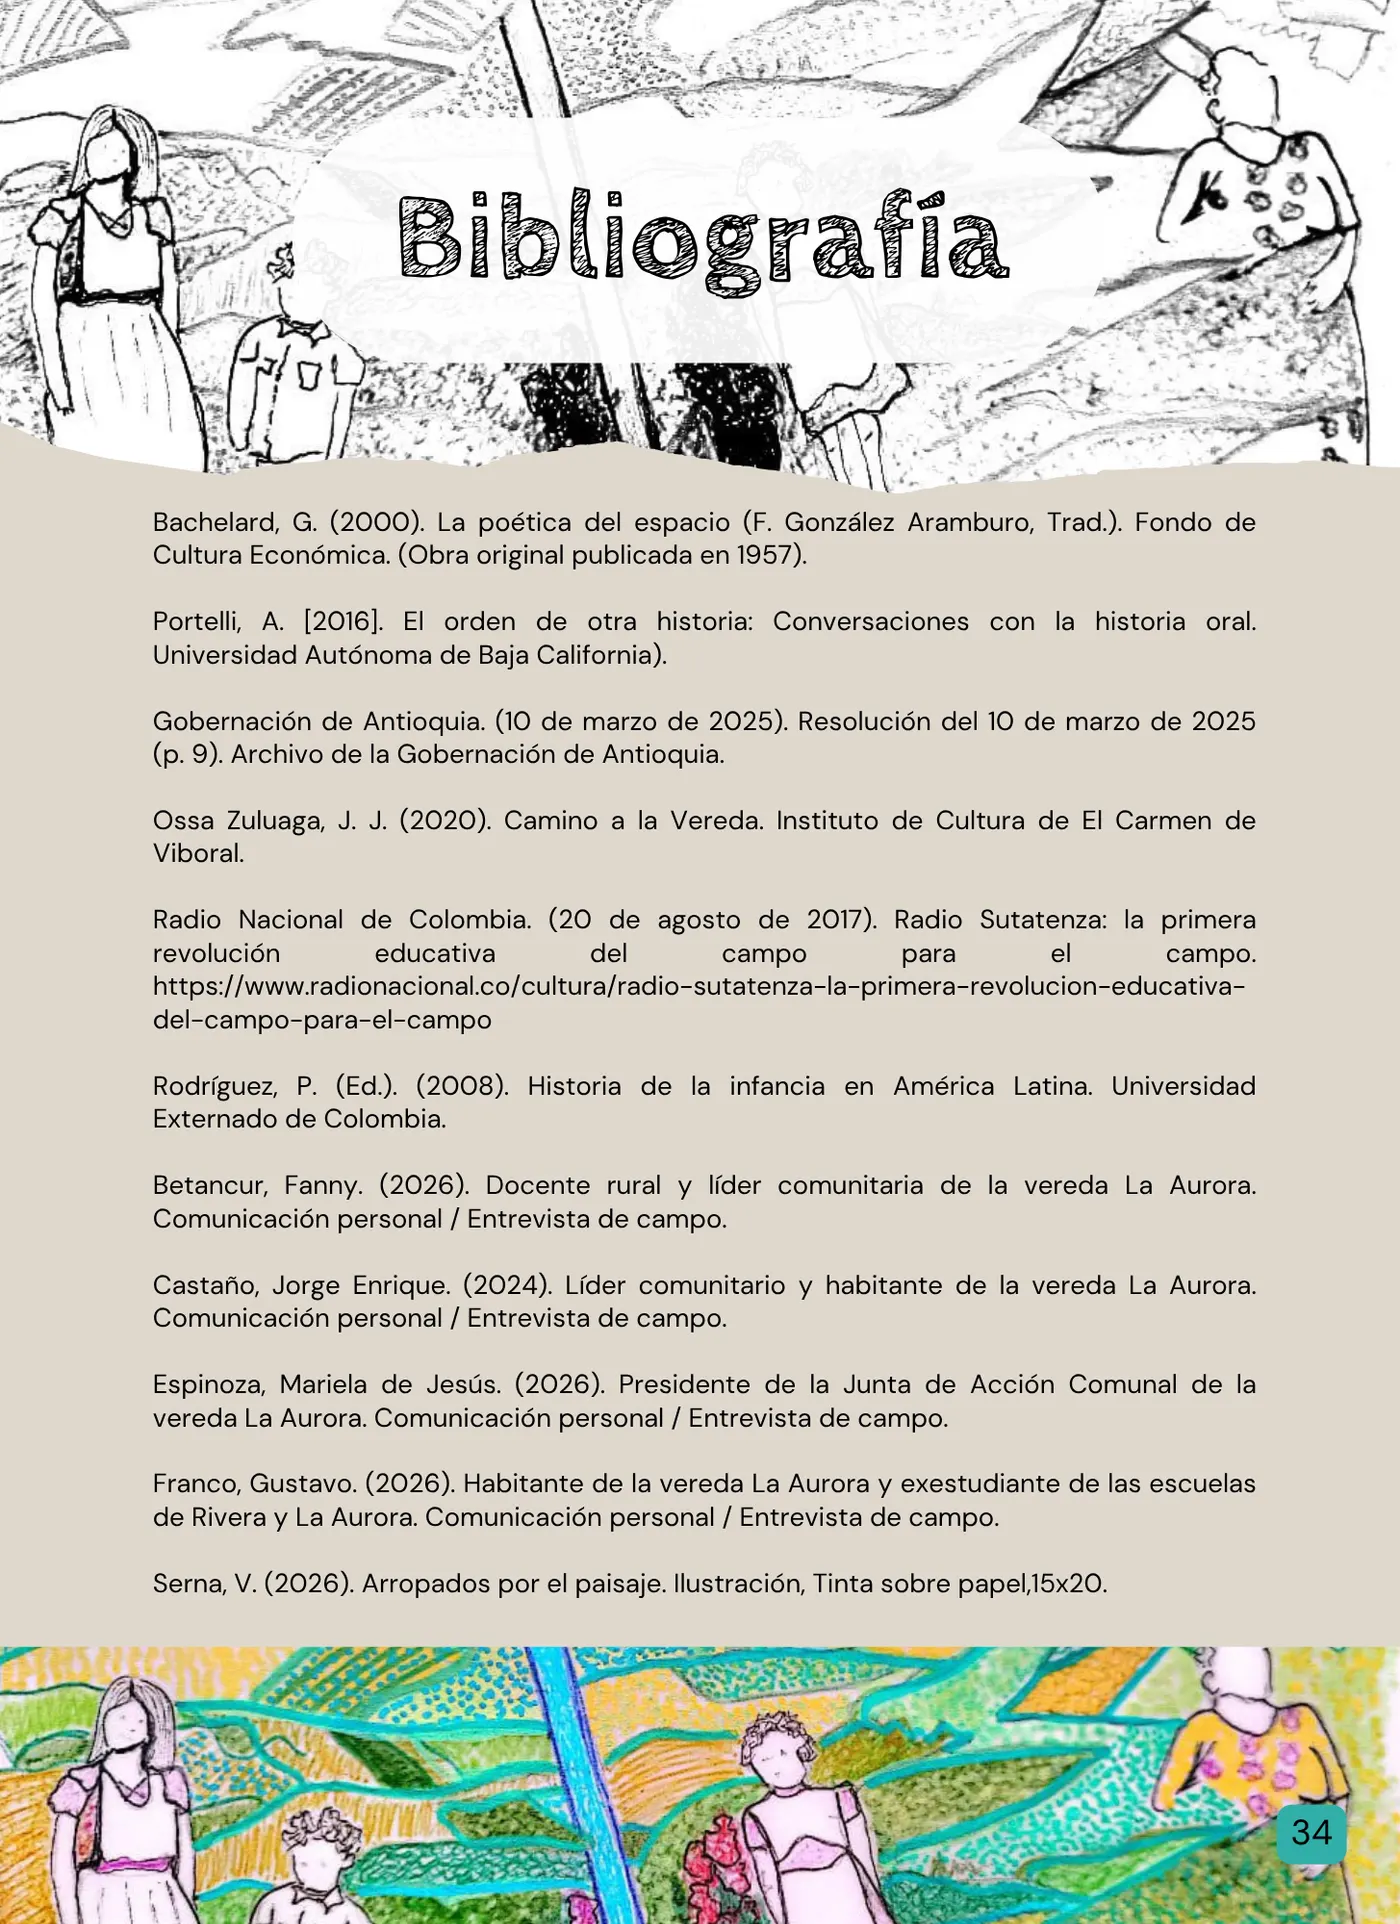 Bibliografía
Bachelard, G. (2000). La poética del espacio (F. González Aramburo, Trad.). Fondo de
Cultura Económica. (Obra original publicada en 1957).
Portelli, A. [2016]. El orden de otra historia: Conversaciones con la historia oral.
Universidad Autónoma de Baja California).
Gobernación de Antioquia. (10 de marzo de 2025). Resolución del 10 de marzo de 2025
(p. 9). Archivo de la Gobernación de Antioquia.
Ossa Zuluaga, J. J. (2020). Camino a la Vereda. Instituto de Cultura de El Carmen de
Viboral.
Radio Nacional de Colombia. (20 de agosto de 2017). Radio Sutatenza: la primera
revolución educativa del campo para el campo.
https://www.radionacional.co/cultura/radio-sutatenza-la-primera-revolucion-educativa-
del-campo-para-el-campo
Rodríguez, P. (Ed.). (2008). Historia de la infancia en América Latina. Universidad
Externado de Colombia.
Betancur, Fanny. (2026). Docente rural y líder comunitaria de la vereda La Aurora.
Comunicación personal / Entrevista de campo.
Castaño, Jorge Enrique. (2024). Líder comunitario y habitante de la vereda La Aurora.
Comunicación personal / Entrevista de campo.
Espinoza, Mariela de Jesús. (2026). Presidente de la Junta de Acción Comunal de la
vereda La Aurora. Comunicación personal / Entrevista de campo.
Franco, Gustavo. (2026). Habitante de la vereda La Aurora y exestudiante de las escuelas
de Rivera y La Aurora. Comunicación personal / Entrevista de campo.
Serna, V. (2026). Arropados por el paisaje. Ilustración, Tinta sobre papel,15x20.
34